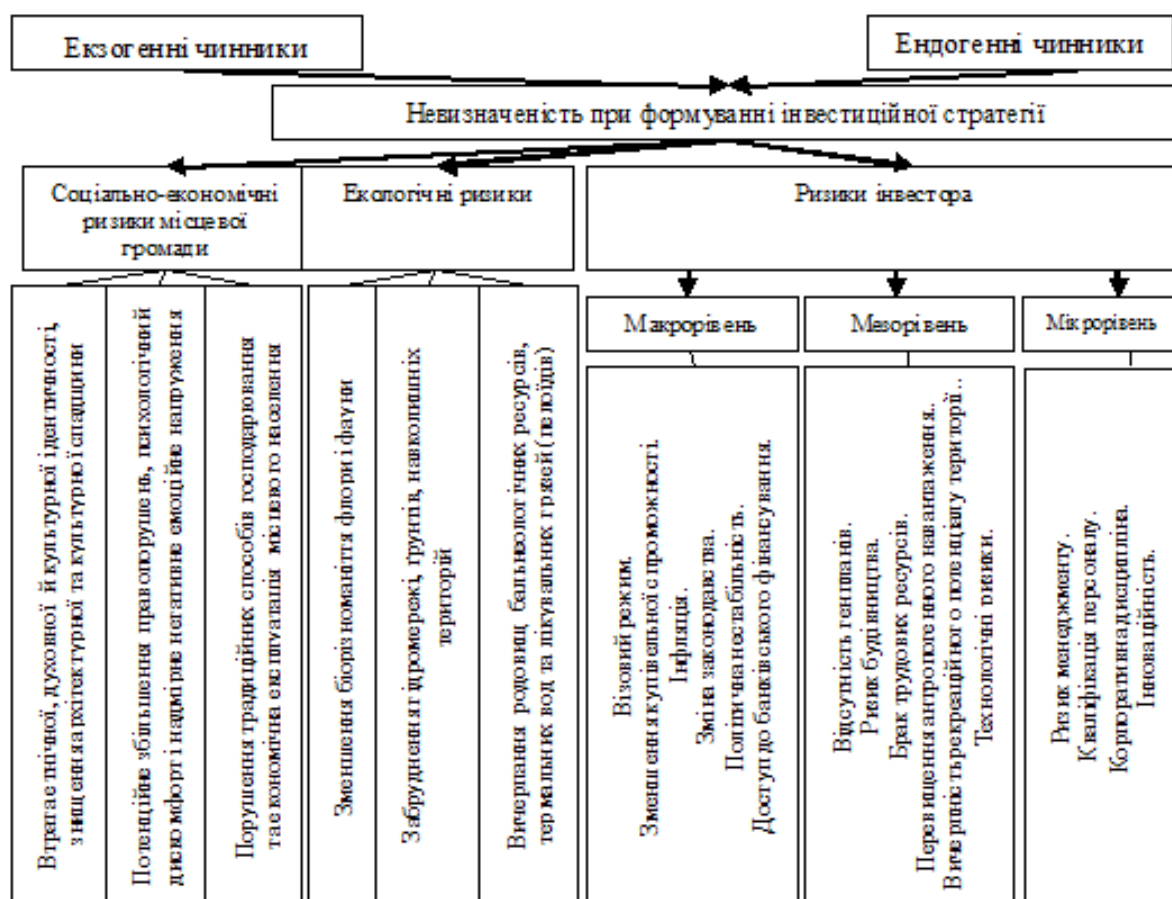 Екзогенні чинники
Ендогенні чинники
Невизначеність при формуванні інвестиційної стратегії
Соціально-економічні
ризики місцевої
громади
Екологічні ризики
Ризики інвестора
Макрорівень
Мезорівень
Мікрорівень
Втрата етнічної, духовної й культурної ідентичності,
знищення архітектурної та культурної спадщини
Потенційне збільшення правопорушень, психологічний
дискомфорт і надмірне негативне емоційне напруження
Порушення традиційних способів господарювання
та економічна експлуатація місцевого населення
Зменшення біорізноманіття флори і фауни
Забруднення гідромережі, ґрунтів, навколишніх
територій
Вичерпання родовищ бальнеологічних ресурсів,
термальних вод та лікувальних грязей (пелоїдів)
Візовий режим.
Зменшення купівельної спроможності.
Інфляція.
Зміна законодавства.
Політична нестабільність.
Доступ до банківського фінансування.
Відсутність генпланів.
Ризик будівництва.
Брак трудових ресурсів.
Перевищення антропогенного навантаження..
Вичерпність рекреаційного потенціалу території..
Технологічні ризики.
Ризик менеджменту.
Кваліфікація персоналу.
Корпоративна дисципліна.
Інноваційність.